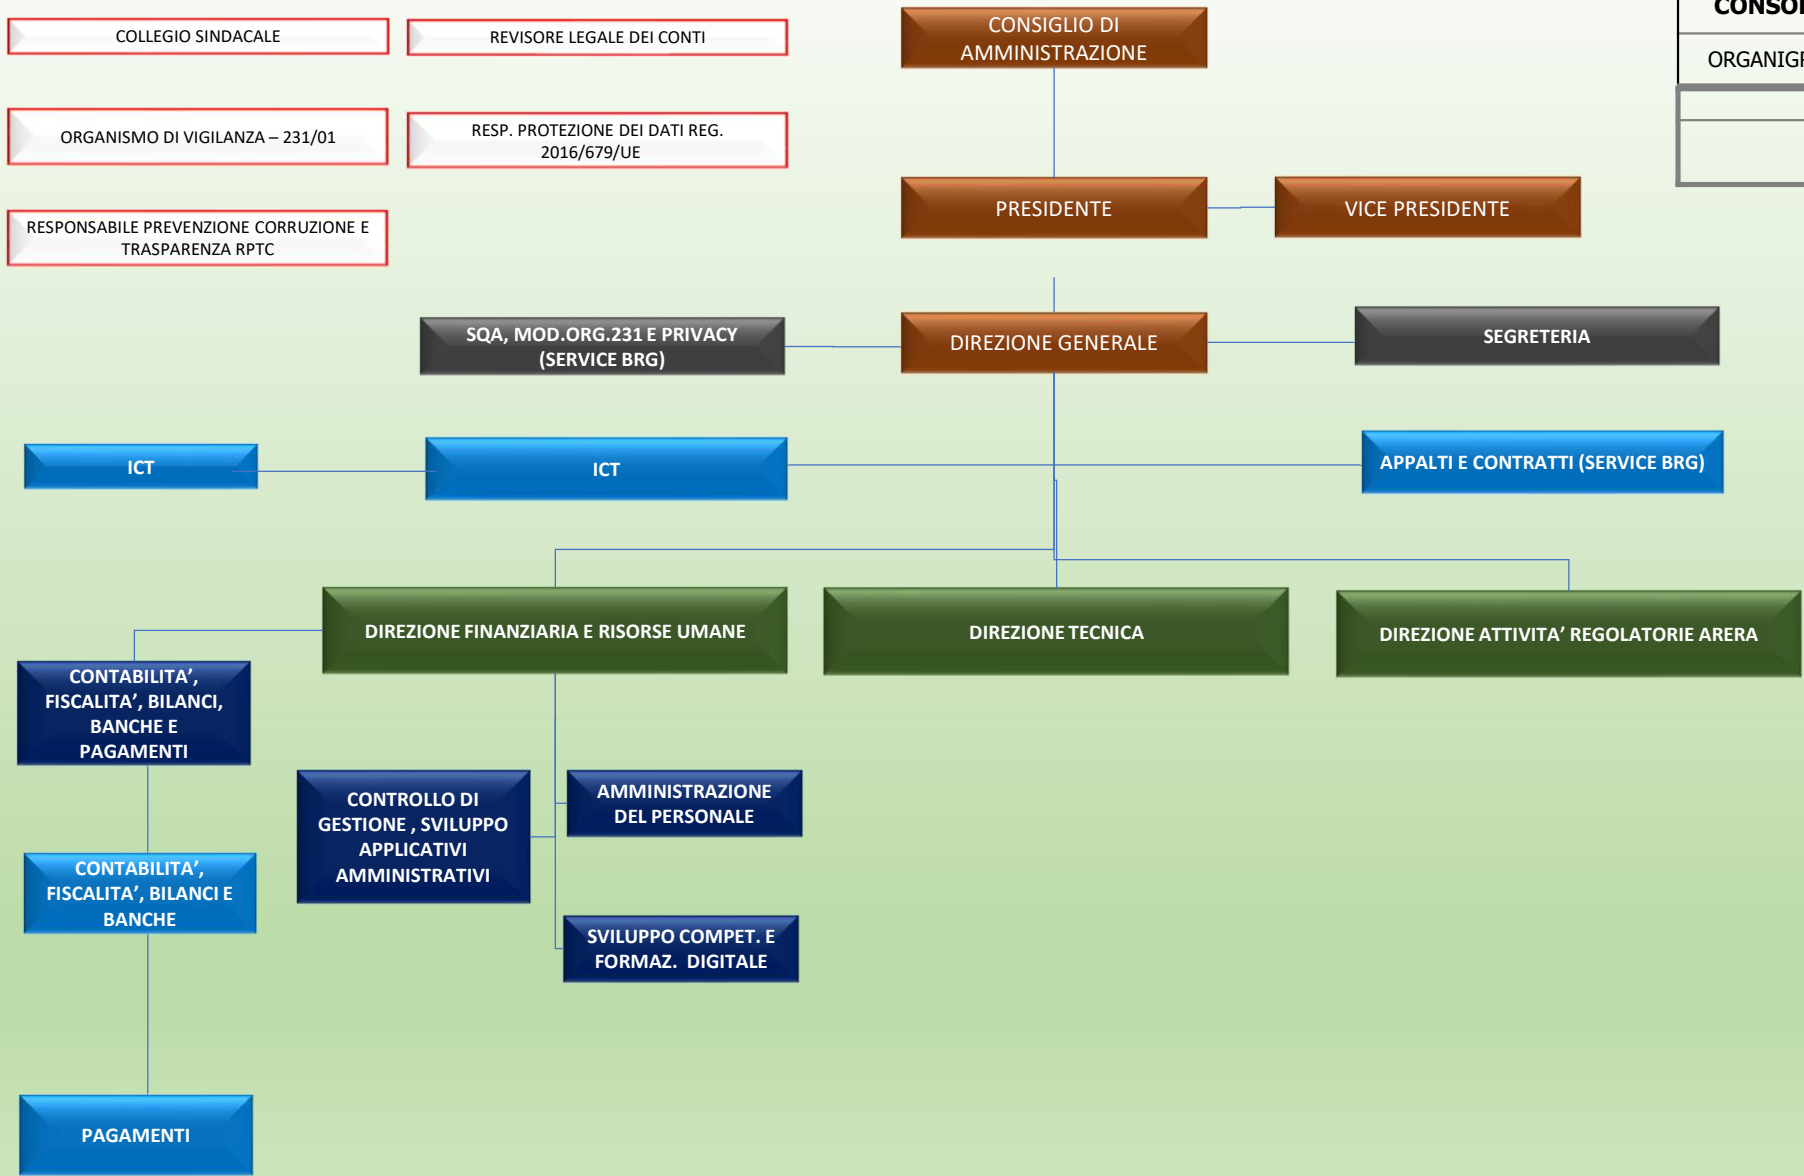 COLLEGIO SINDACALE
REVISORE LEGALE DEI CONTI
CONSIGLIO DI
AMMINISTRAZIONE
ORGANISMO DI VIGILANZA – 231/01
RESP. PROTEZIONE DEI DATI REG.
2016/679/UE
PRESIDENTE
VICE PRESIDENTE
RESPONSABILE PREVENZIONE CORRUZIONE E
TRASPARENZA RPTC
SQA, MOD.ORG.231 E PRIVACY
(SERVICE BRG)
DIREZIONE GENERALE
SEGRETERIA
ICT
ICT
APPALTI E CONTRATTI (SERVICE BRG)
DIREZIONE FINANZIARIA E RISORSE UMANE
DIREZIONE TECNICA
DIREZIONE ATTIVITA’ REGOLATORIE ARERA
CONTABILITA’,
FISCALITA’, BILANCI,
BANCHE E
PAGAMENTI
CONTROLLO DI
GESTIONE , SVILUPPO
APPLICATIVI
AMMINISTRATIVI
AMMINISTRAZIONE
DEL PERSONALE
CONTABILITA’,
FISCALITA’, BILANCI E
BANCHE
SVILUPPO COMPET. E
FORMAZ. DIGITALE
PAGAMENTI